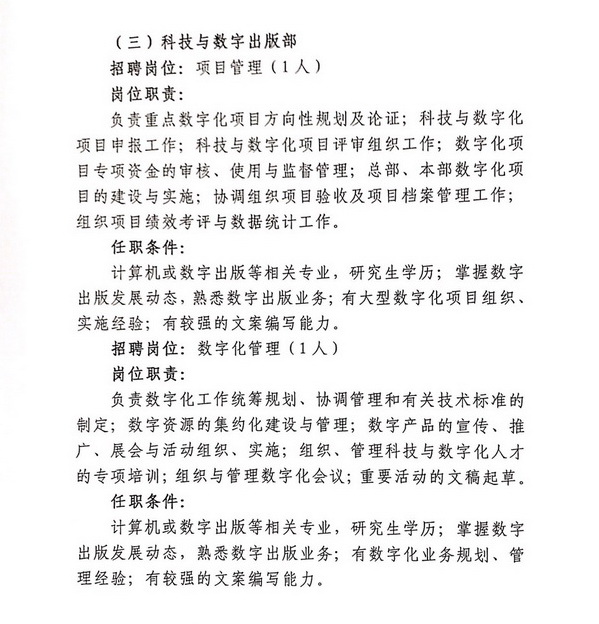 （三）科技与数字出版部
招聘岗位：项目管理（1人）
岗位职责：
负责重点数字化项目方向性规划及论证；科技与数字化
项目申报工作；科技与数字化项目评审组织工作；数字化项
目专项资金的审核、使用与监督管理；总部、本部数字化项
目的建设与实施；协调组织项目验收及项目档案管理工作；
组织项目绩效考评与数据统计工作。
任职条件：
计算机或数字出版等相关专业，研究生学历；掌握数字
出版发展动态，熟悉数字出版业务；有大型数字化项目组织、
实施经验；有较强的文案编写能力。
招聘岗位：数字化管理（1人）
岗位职责：
负责数字化工作统筹规划、协调管理和有关技术标准的
制定；数字资源的集约化建设与管理；数字产品的宣传、推
广、展会与活动组织、实施；组织、管理科技与数字化人才
的专项培训；组织与管理数字化会议；重要活动的文稿起草。
任职条件：
计算机或数字出版等相关专业，研究生学历；掌握数字
出版发展动态，熟悉数字出版业务；有数字化业务规划、管
理经验；有较强的文案编写能力。